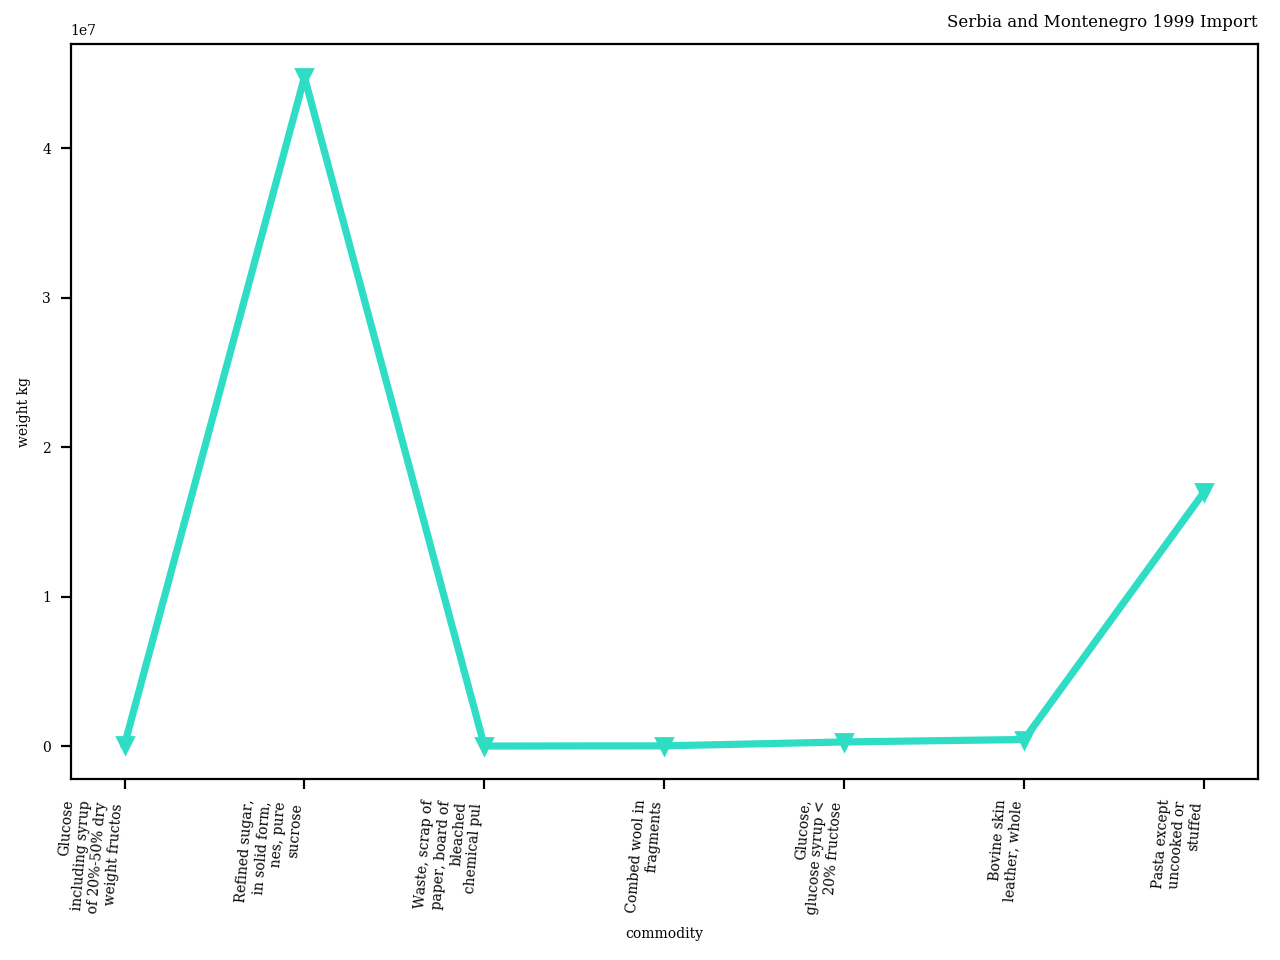 Serbia and Montenegro 1999 Import
1e7
4
3
2
1
0
weight kg
Glucose
including syrup
of 20%-50% dry
weight fructos
Refined sugar,
in solid form,
nes, pure
sucrose
Waste, scrap of
paper, board of
bleached
chemical pul
Combed wool in
fragments
Glucose,
glucose syrup <
20% fructose
Bovine skin
leather, whole
Pasta except
uncooked or
stuffed
commodity